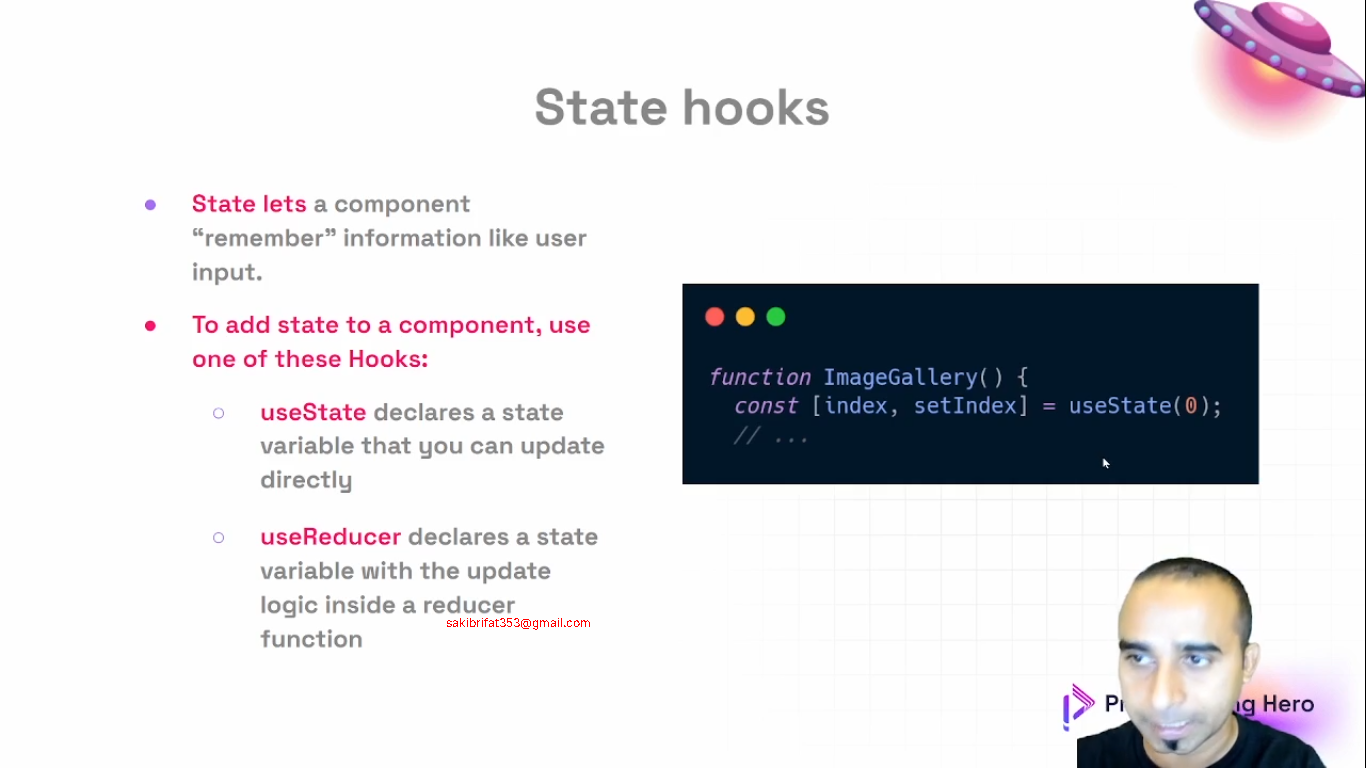 State hooks
State lets a component
“remember” information like user
input.
To add state to a component, use
one of these Hooks:
useState declares a state
variable that you can update
directly
useReducer declares a state
variable with the update
logic inside a reducer
function
sakibrifat353@gmail.com
function ImageGallery() {
const [index, setIndex] = useState(0);
// ...
Hero